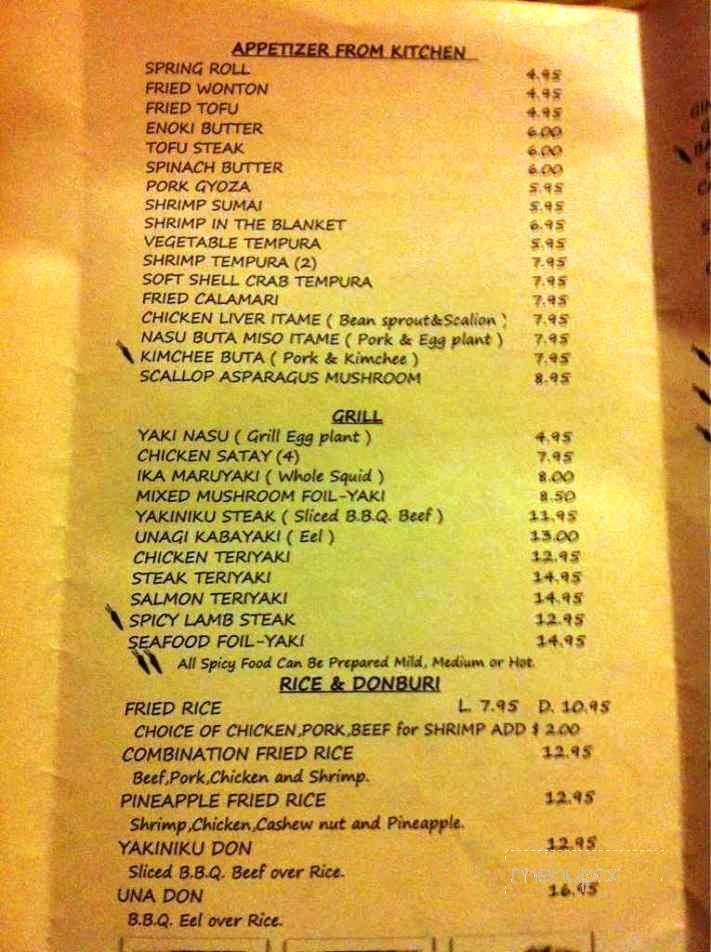 APPETIZER FROM KITCHEN
SPRING ROLL 4.95
FRIED WONTON 4.95
FRIED TOFU 4.95
ENOKI BUTTER 6.00
TOFU STEAK 6.00
SPINACH BUTTER 6.00
PORK GYOZA 5.95
SHRIMP SUMAI 5.95
SHRIMP IN THE BLANKET 6.95
VEGETABLE TEMPURA 5.95
SHRIMP TEMPURA (2) 7.95
SOFT SHELL CRAB TEMPURA 7.95
FRIED CALAMARI 7.95
CHICKEN LIVER ITAME ( Bean sprout&Scalion ) 7.95
NASU BUTA MISO ITAME ( Pork & Egg plant ) 7.95
KIMCHEE BUTA ( Pork & Kimchee ) 7.95
SCALLOP ASPARAGUS MUSHROOM 8.95
GRILL
YAKI NASU ( Grill Egg plant ) 4.95
CHICKEN SATAY (4) 7.95
IKA MARUYAKI ( Whole Squid ) 8.00
MIXED MUSHROOM FOIL-YAKI 8.50
YAKINIKU STEAK ( Sliced B.B.Q. Beef ) 11.95
UNAGI KABAYAKI ( Eel ) 13.00
CHICKEN TERIYAKI 12.95
STEAK TERIYAKI 14.95
SALMON TERIYAKI 14.95
SPICY LAMB STEAK 12.95
SEAFOOD FOIL-YAKI 14.95
All Spicy Food Can Be Prepared Mild, Medium or Hot.
RICE & DONBURI
FRIED RICE L. 7.95 D. 10.95
CHOICE OF CHICKEN,PORK,BEEF for SHRIMP ADD $ 2.00
COMBINATION FRIED RICE 12.95
Beef,Pork,Chicken and Shrimp.
PINEAPPLE FRIED RICE 12.95
Shrimp,Chicken,Cashew nut and Pineapple.
YAKINIKU DON 12.95
Sliced B.B.Q. Beef over Rice.
menupix
UNA DON 16.95
B.B.Q. Eel over Rice.